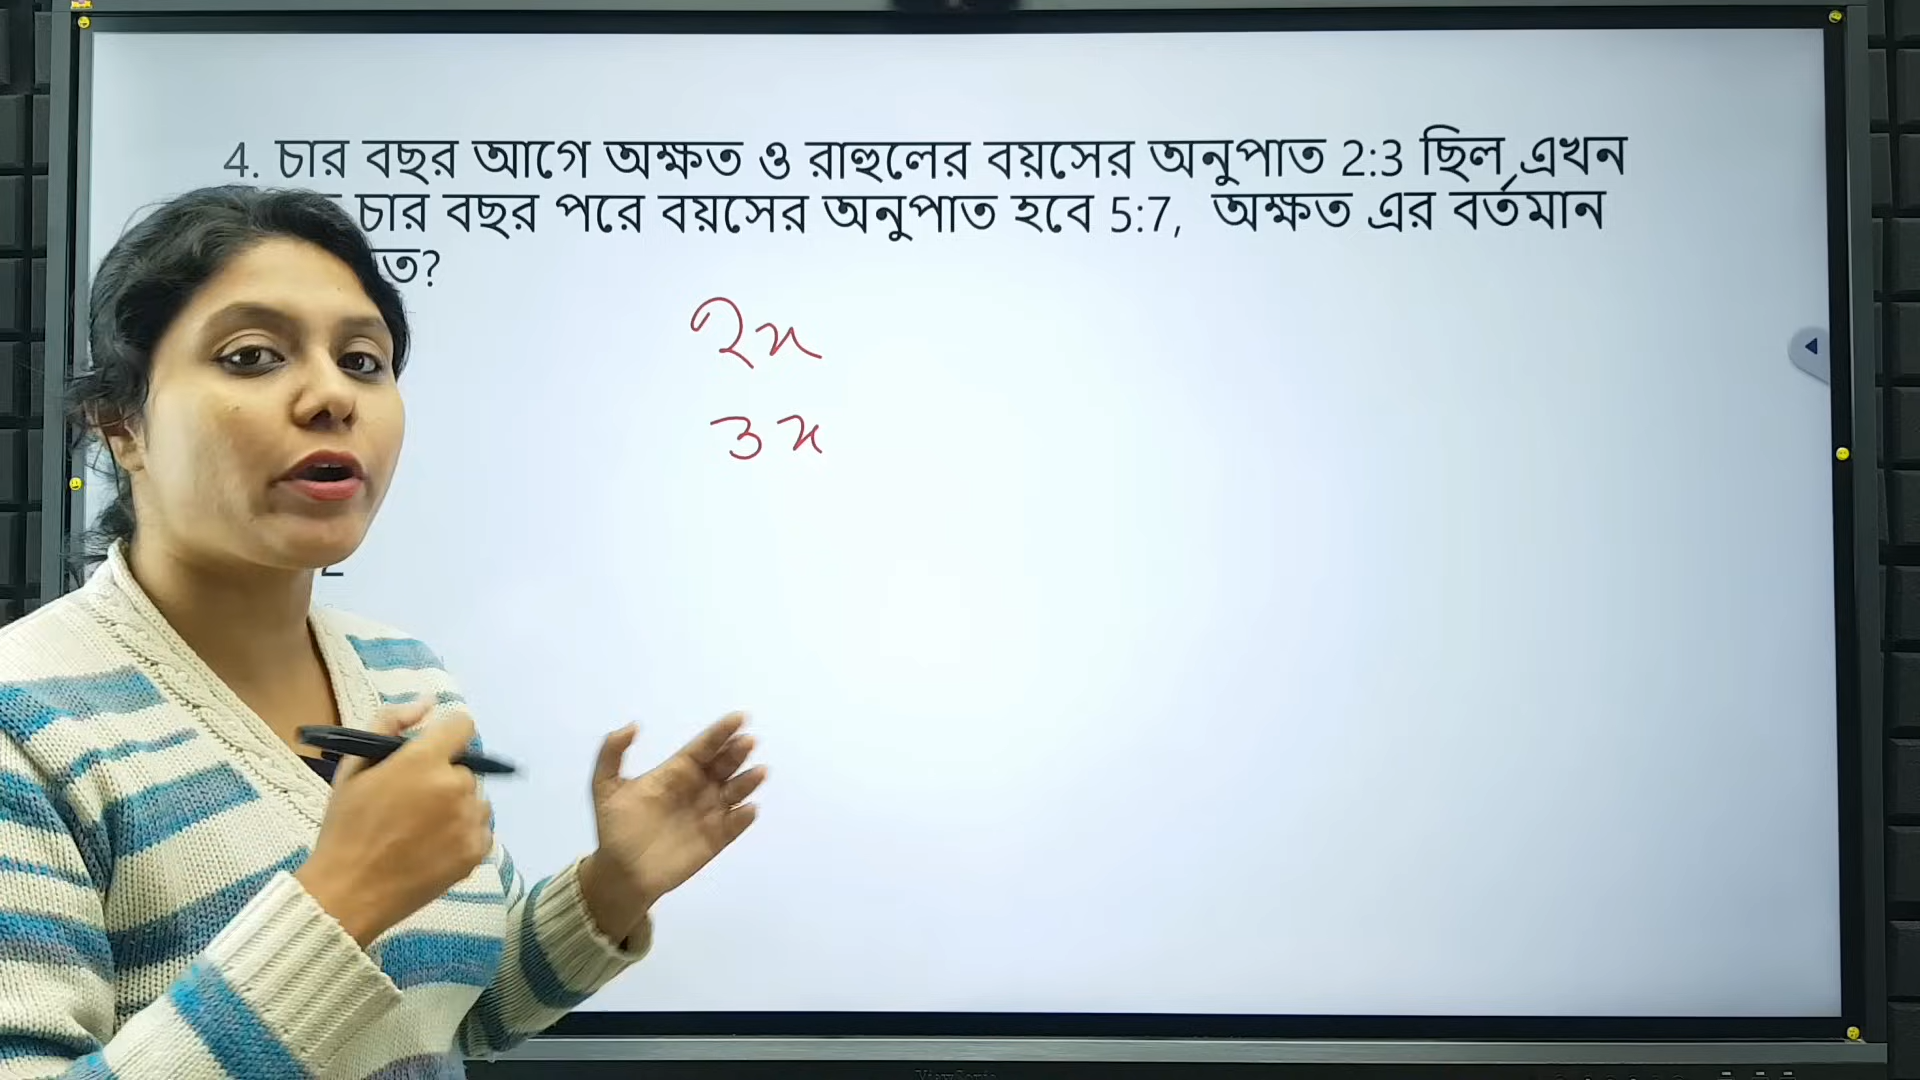 4. চার বছর আগে অক্ষত ও রাহুলের বয়সের অনুপাত 2:3 ছিল এখন
চার বছর পরে বয়সের অনুপাত হবে 5:7, অক্ষত এর বর্তমান
ত?
2x
3x
2